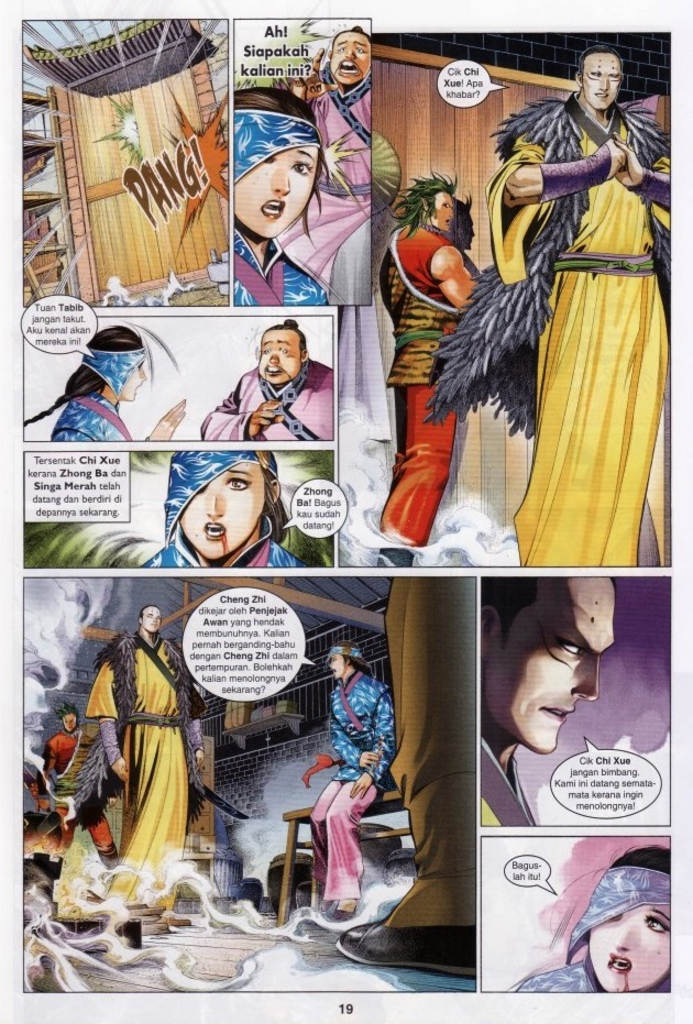 PANG!
Ah!
Siapakah
kalian ini?
Cik Chi
Xue! Apa
khabar?
Tuan Tabib
jangan takut.
Aku kenal akan
mereka ini!
Tersentak Chi Xue
kerana Zhong Ba dan
Singa Merah telah
datang dan berdiri di
depannya sekarang.
Zhong
Ba! Bagus
kau sudah
datang!
Cheng Zhi
dikejar oleh Penjejak
Awan yang hendak
membunuhnya. Kalian
pernah berganding-bahu
dengan Cheng Zhi dalam
pertempuran. Bolehkah
kalian menolongnya
sekarang?
Cik Chi Xue
jangan bimbang.
Kami ini semata-
mata kerana ingin
menolongnya!
Bagus-
lah itu!
19